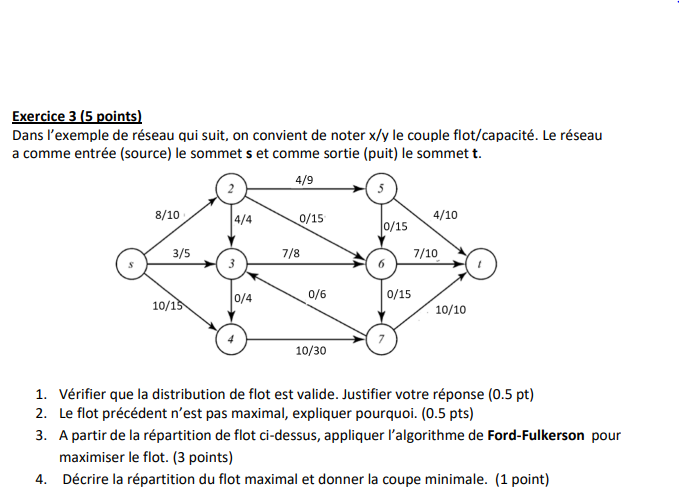 Exercice 3 (5 points)
Dans l'exemple de réseau qui suit, on convient de noter x/y le couple flot/capacité. Le réseau
a comme entrée (source) le sommet s et comme sortie (puit) le sommet t.
4/9
2
5
8/10
4/4
0/15
0/15
4/10
3/5
7/8
7/10
s
3
6
t
10/15
0/4
0/6
0/15
10/10
4
7
10/30
1. Vérifier que la distribution de flot est valide. Justifier votre réponse (0.5 pt)
2. Le flot précédent n'est pas maximal, expliquer pourquoi. (0.5 pts)
3. A partir de la répartition de flot ci-dessus, appliquer l'algorithme de Ford-Fulkerson pour
maximiser le flot. (3 points)
4. Décrire la répartition du flot maximal et donner la coupe minimale. (1 point)